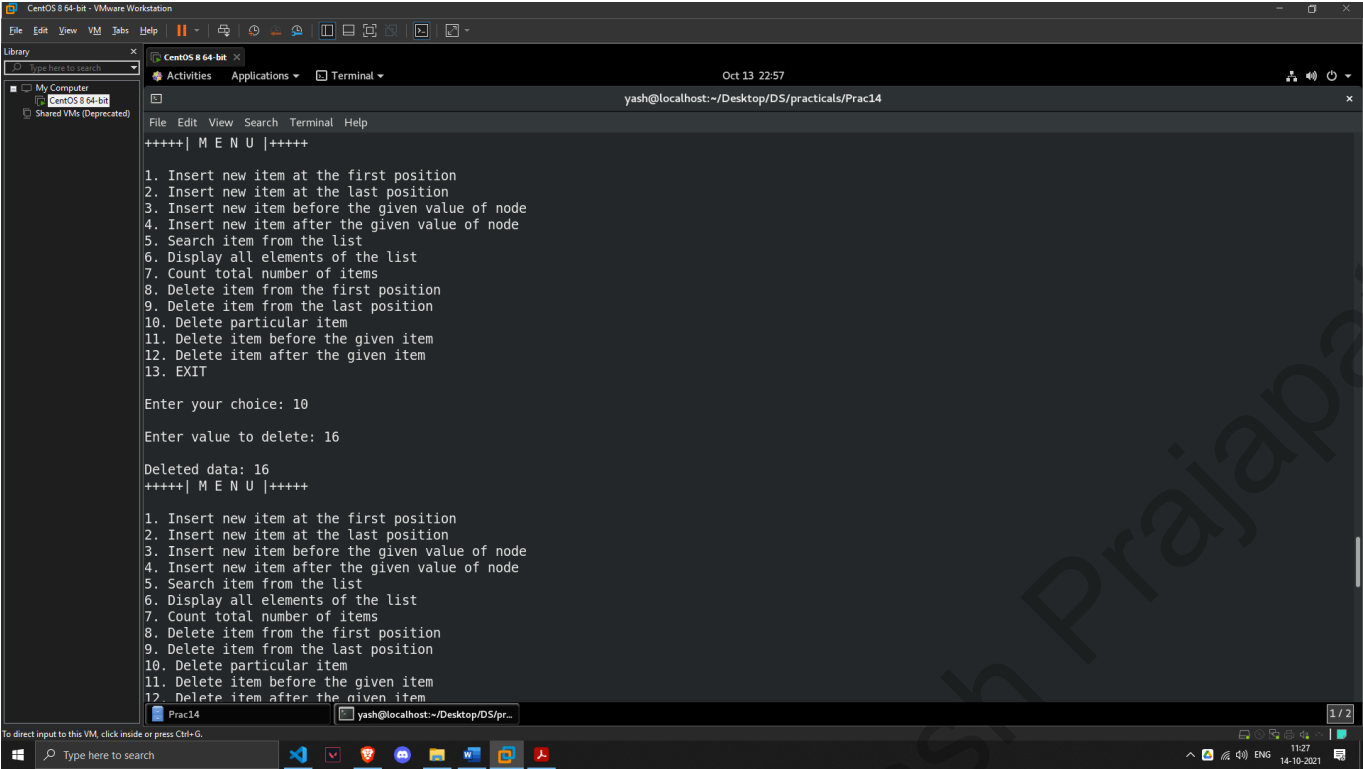 CentOS 8 64-bit - VMware Workstation
File Edit View VM Tabs Help
Library
Type here to search
My Computer
CentOS 8 64-bit
Shared VMs (Deprecated)
CentOS 8 64-bit
Activities Applications Terminal Oct 13 22:57
yash@localhost:~/Desktop/DS/practicals/Prac14
File Edit View Search Terminal Help
+++++| M E N U |+++++
1. Insert new item at the first position
2. Insert new item at the last position
3. Insert new item before the given value of node
4. Insert new item after the given value of node
5. Search item from the list
6. Display all elements of the list
7. Count total number of items
8. Delete item from the first position
9. Delete item from the last position
10. Delete particular item
11. Delete item before the given item
12. Delete item after the given item
13. EXIT
Enter your choice: 10
Enter value to delete: 16
Deleted data: 16
+++++| M E N U |+++++
1. Insert new item at the first position
2. Insert new item at the last position
3. Insert new item before the given value of node
4. Insert new item after the given value of node
5. Search item from the list
6. Display all elements of the list
7. Count total number of items
8. Delete item from the first position
9. Delete item from the last position
10. Delete particular item
11. Delete item before the given item
12. Delete item after the given item
Prac14 yash@localhost:~/Desktop/DS/pr... 1 / 2
To direct input to this VM, click inside or press Ctrl+G.
Type here to search ENG 11:27
14-10-2021